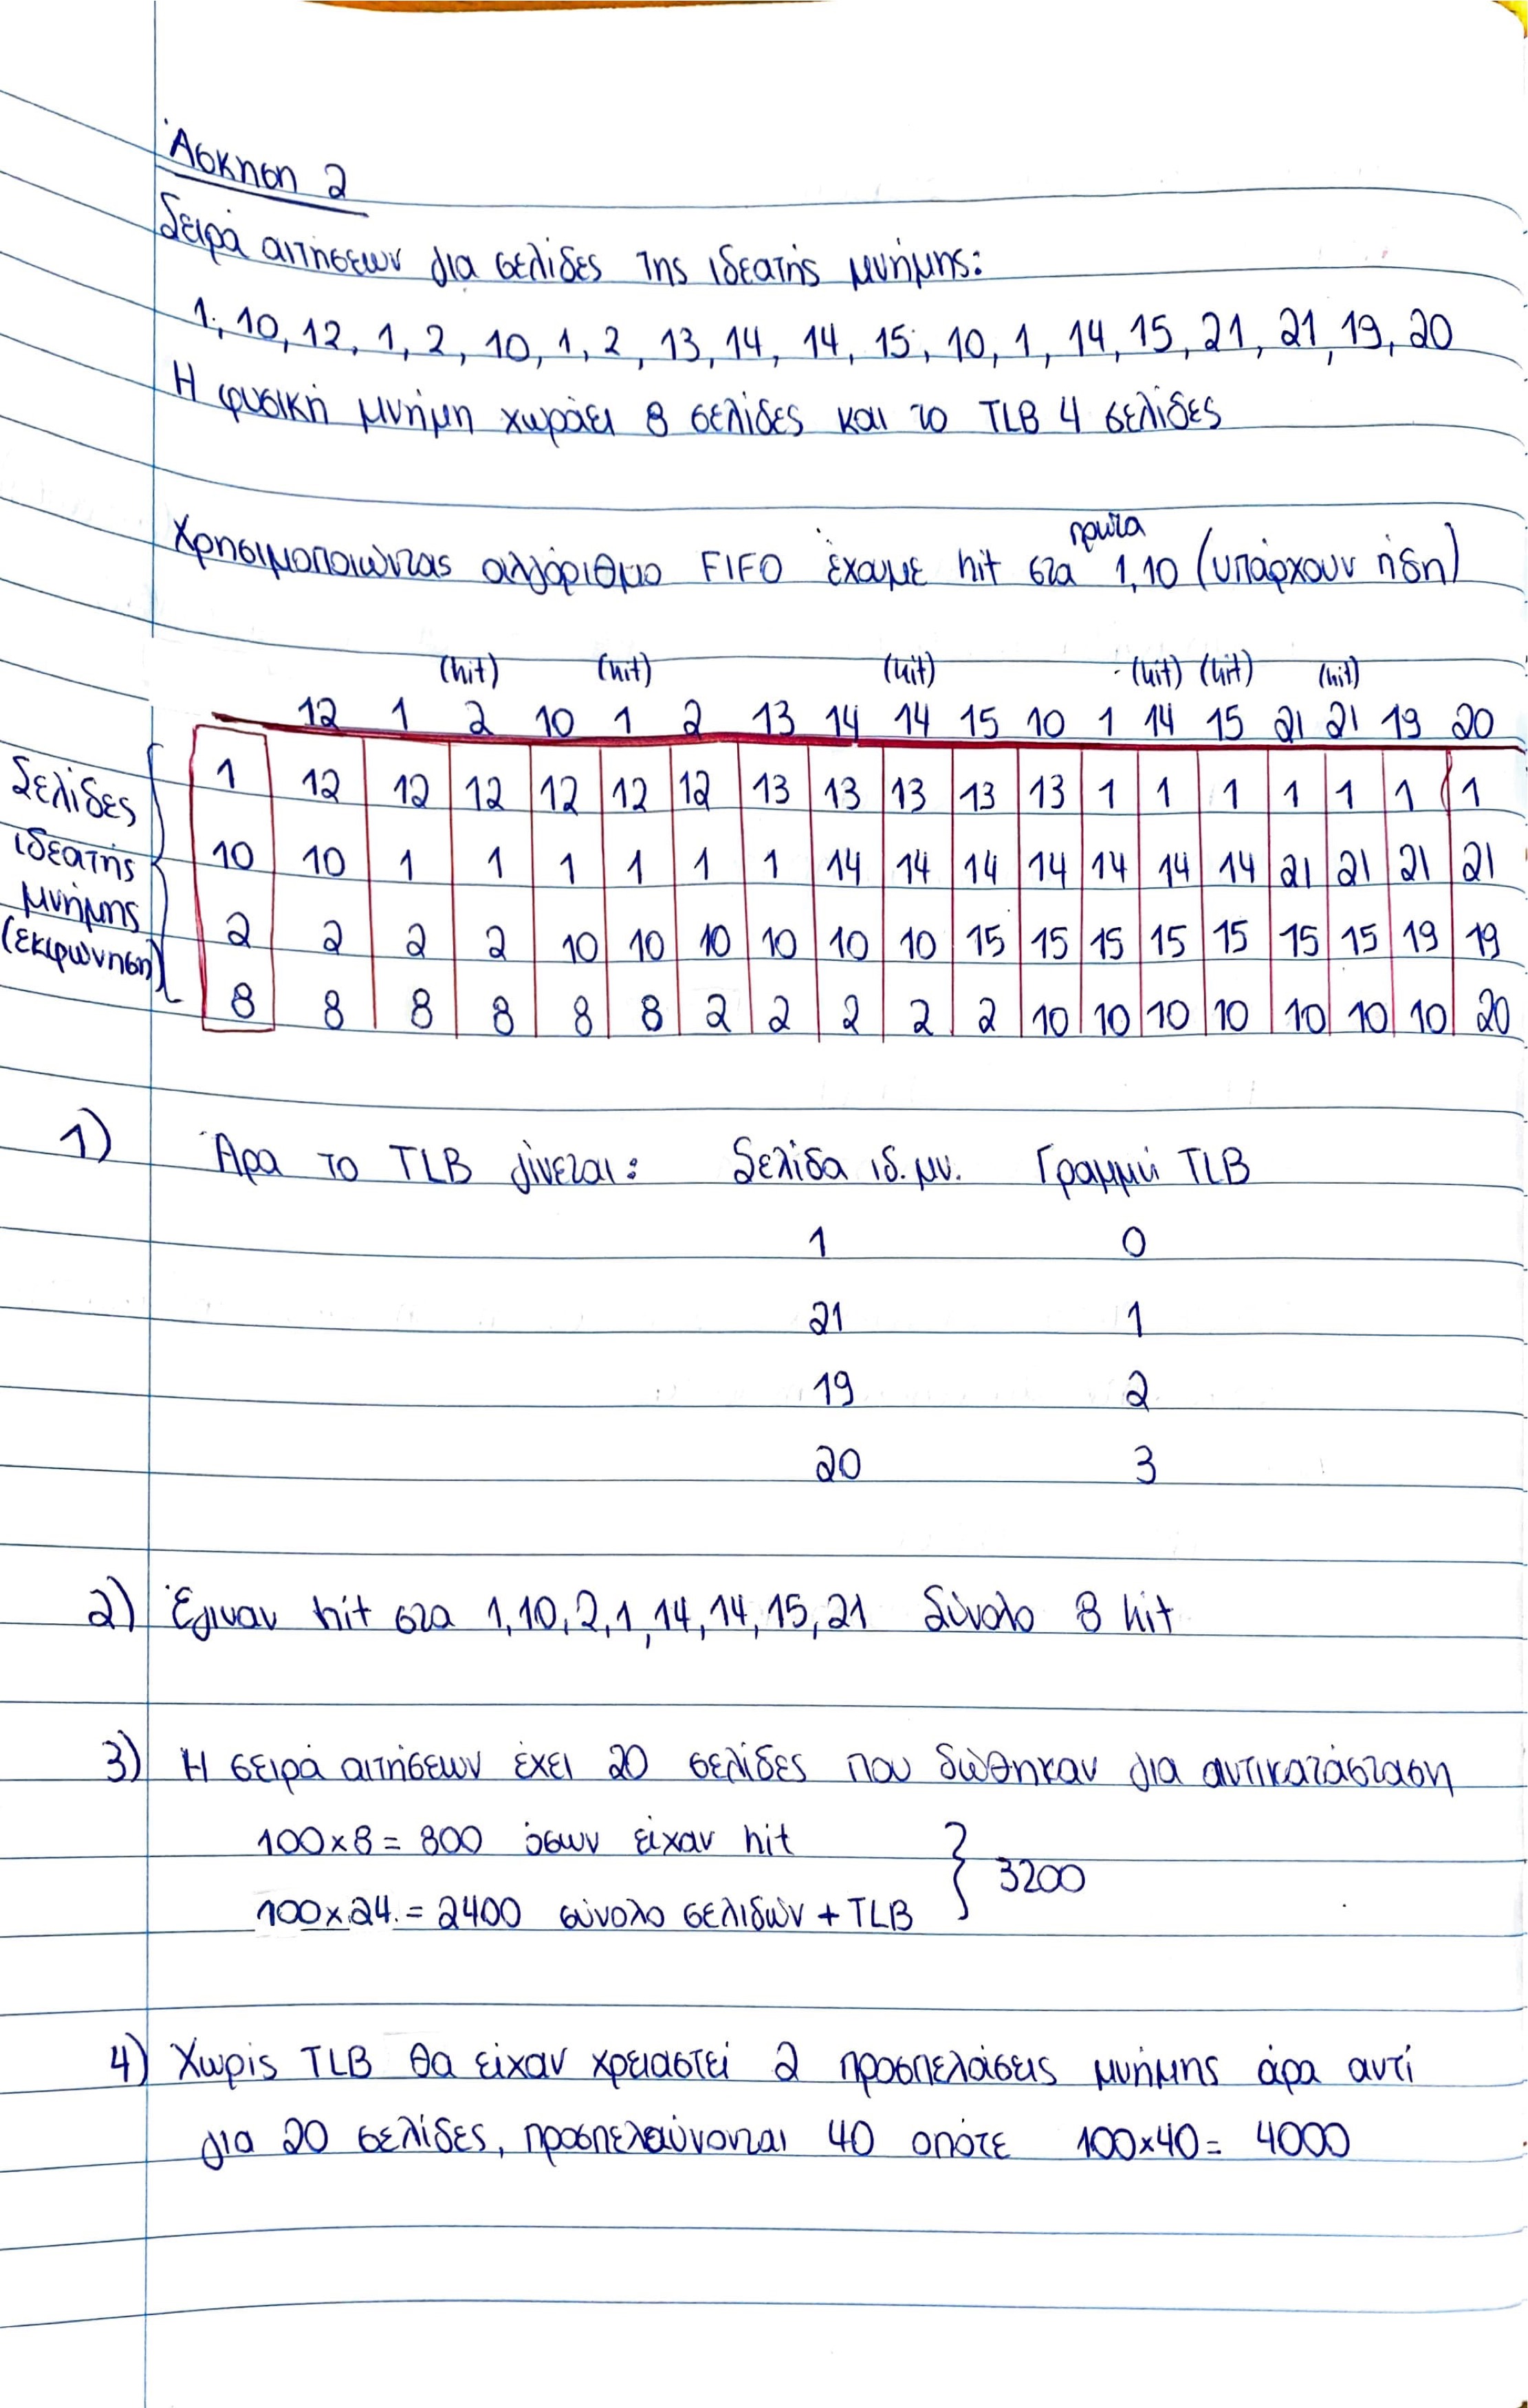 Άσκηση 2
Σειρά αιτήσεων για σελίδες της ιδεατής μνήμης:
1, 10, 12, 1, 2, 10, 1, 2, 13, 14, 14, 15, 10, 1, 14, 15, 21, 21, 19, 20
Η φυσική μνήμη χωράει 8 σελίδες και το TLB 4 σελίδες
πρώτα
Χρησιμοποιώντας αλγόριθμο FIFO έχουμε hit στα 1,10 (υπάρχουν ήδη)
(hit) (hit) (hit) (hit) (hit) (hit)
12 1 2 10 1 2 13 14 14 15 10 1 14 15 21 21 19 20
Σελίδες 1 12 12 12 12 12 12 13 13 13 13 13 1 1 1 1 1 1 1
ιδεατής 10 10 1 1 1 1 1 1 14 14 14 14 14 14 14 21 21 21 21
μνήμης
(εκφώνηση) 2 2 2 2 10 10 10 10 10 10 15 15 15 15 15 15 15 19 19
8 8 8 8 8 8 2 2 2 2 2 10 10 10 10 10 10 10 20
1) Άρα το TLB γίνεται: Σελίδα ιδ. μν. Γραμμή TLB
1 0
21 1
19 2
20 3
2) Έγιναν hit στα 1,10,2,1,14,14,15,21 Σύνολο 8 hit
3) Η σειρά αιτήσεων έχει 20 σελίδες που δώθηκαν για αντικατάσταση
100x8 = 800 όσων είχαν hit
} 3200
100x24 = 2400 σύνολο σελιδών + TLB
4) Χωρίς TLB θα είχαν χρειαστεί 2 προσπελάσεις μνήμης άρα αντί
για 20 σελίδες, προσπελαύνονται 40 οπότε 100x40 = 4000